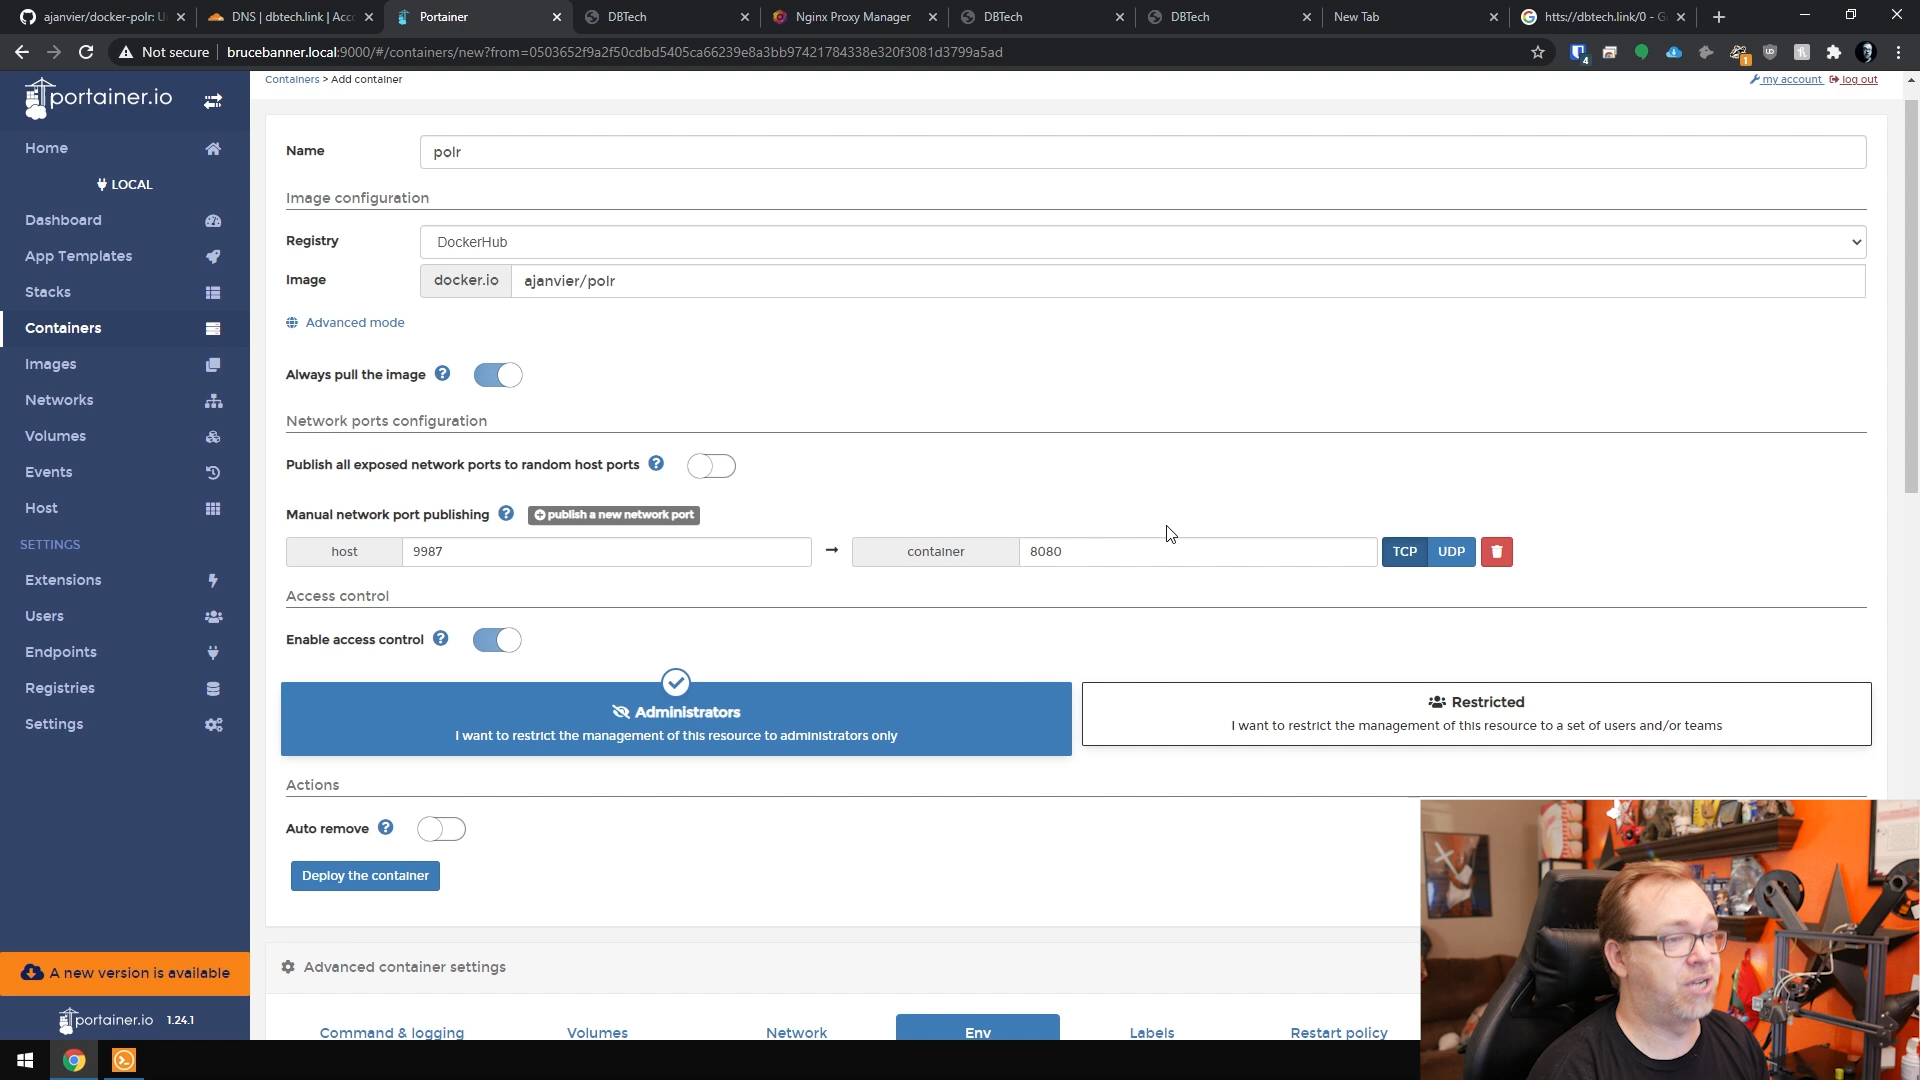 ajanvier/docker-polr: U
DNS | dbtech.link | Acc
Portainer
DBTech
Nginx Proxy Manager
DBTech
DBTech
New Tab
htts://dbtech.link/0 - G
Not secure
brucebanner.local:9000/#/containers/new?from=0503652f9a2f50cdbd5405ca66239e8a3bb97421784338e320f3081d3799a5ad
4
1
portainer.io
Containers > Add container
my account
log out
Home
LOCAL
Dashboard
App Templates
Stacks
Containers
Images
Networks
Volumes
Events
Host
SETTINGS
Extensions
Users
Endpoints
Registries
Settings
A new version is available
portainer.io 1.24.1
Name
polr
Image configuration
Registry
DockerHub
Image
docker.io
ajanvier/polr
Advanced mode
Always pull the image
Network ports configuration
Publish all exposed network ports to random host ports
Manual network port publishing
publish a new network port
host
9987
container
8080
TCP
UDP
Access control
Enable access control
Administrators
I want to restrict the management of this resource to administrators only
Restricted
I want to restrict the management of this resource to a set of users and/or teams
Actions
Auto remove
Deploy the container
Advanced container settings
Command & logging
Volumes
Network
Env
Labels
Restart policy